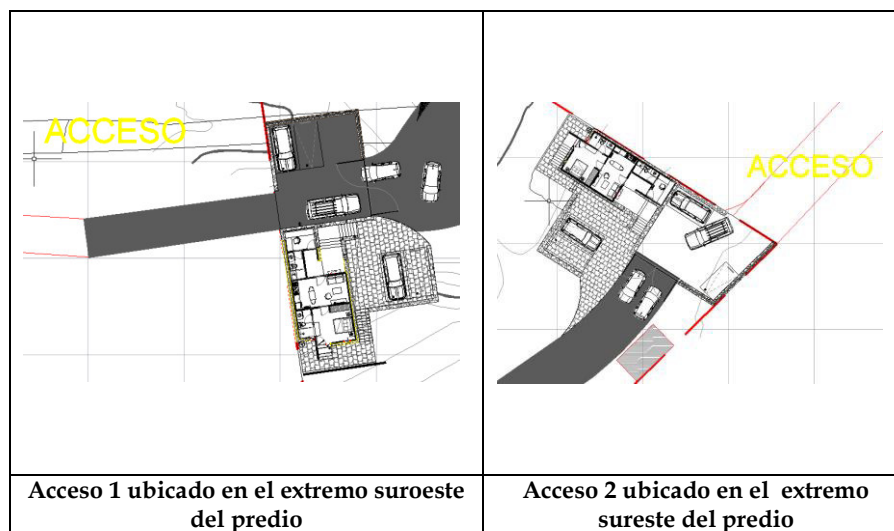 ACCESO
ACCESO
Acceso 1 ubicado en el extremo suroeste
del predio
Acceso 2 ubicado en el extremo
sureste del predio